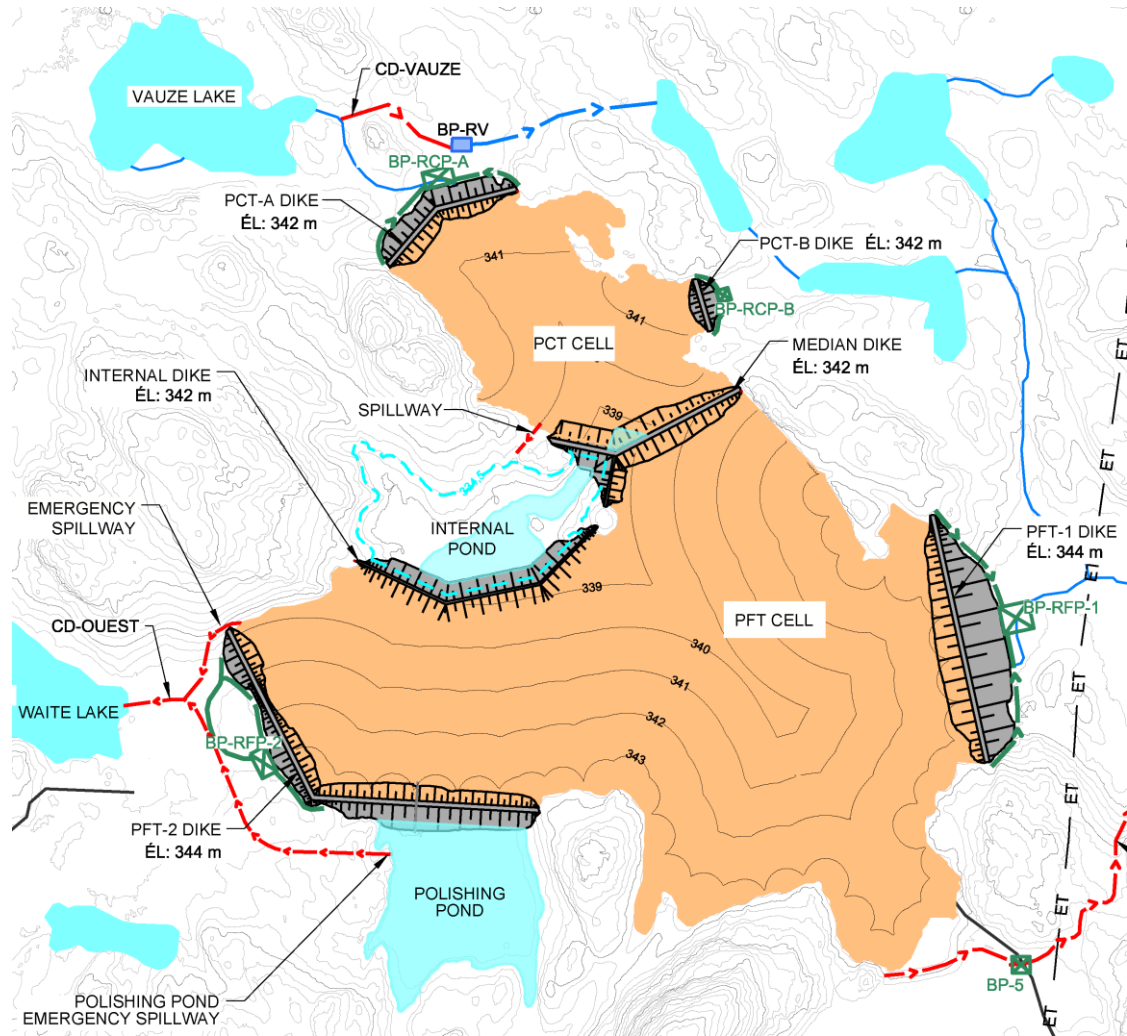 CD-VAUZE
VAUZE LAKE
BP-RV
BP-RCP-A
PCT-A DIKE
ÉL: 342 m
341
PCT-B DIKE ÉL: 342 m
BP-RCP-B
341
PCT CELL
MEDIAN DIKE
ÉL: 342 m
INTERNAL DIKE
ÉL: 342 m
SPILLWAY
339
ET
ET
334.5
EMERGENCY
SPILLWAY
INTERNAL
POND
PFT-1 DIKE
ÉL: 344 m
ET
339
BP-RFP-1
PFT CELL
CD-OUEST
340
ET
341
WAITE LAKE
342
BP-RFP-2
343
ET
PFT-2 DIKE
ÉL: 344 m
POLISHING
POND
ET
BP-5
POLISHING POND
EMERGENCY SPILLWAY
ET